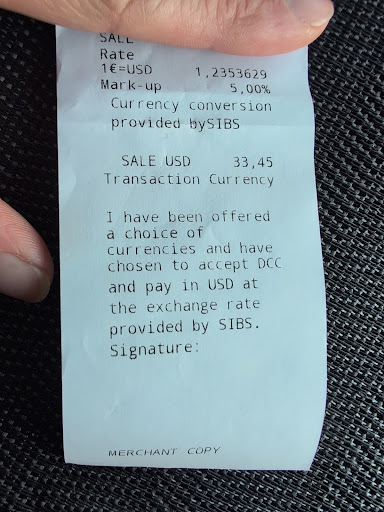 SALE
Rate
1€=USD 1,2353629
Mark-up 5,00%
Currency conversion
provided bySIBS
SALE USD 33,45
Transaction Currency
I have been offered
a choice of
currencies and have
chosen to accept DCC
and pay in USD at
the exchange rate
provided by SIBS.
Signature:
MERCHANT COPY